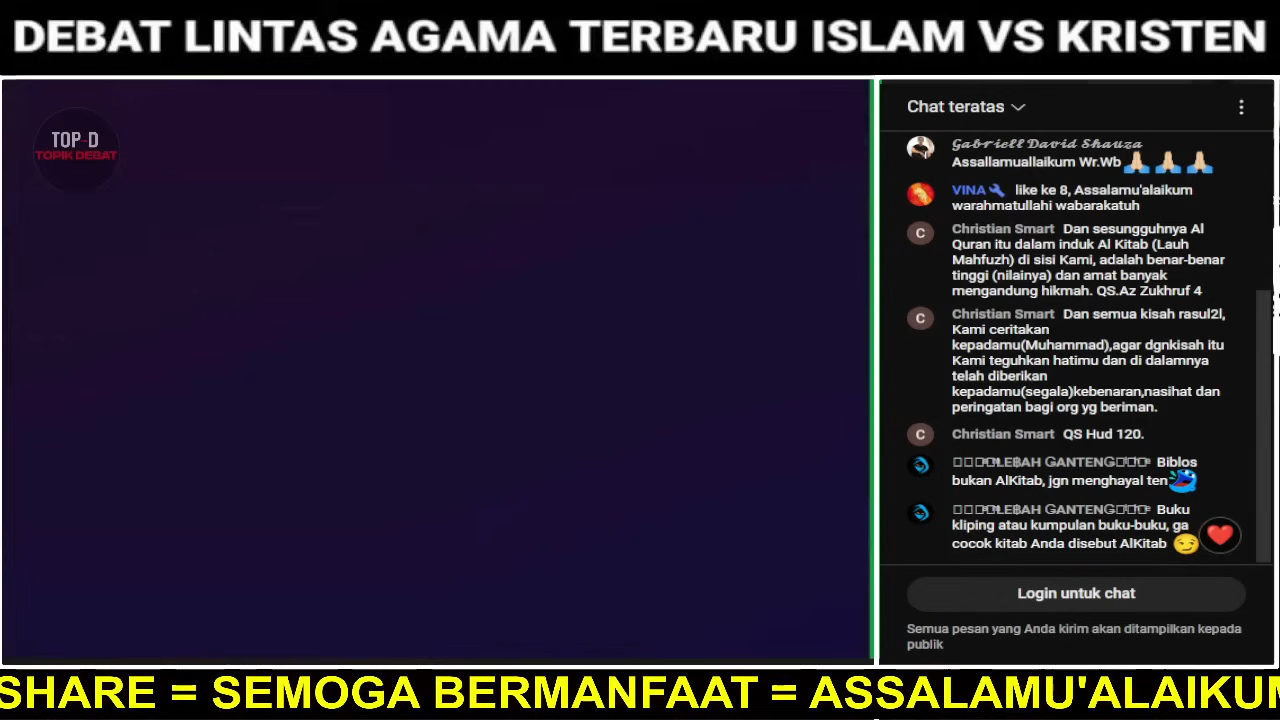 DEBAT LINTAS AGAMA TERBARU ISLAM VS KRISTEN
TOP-D
TOPIK DEBAT
Chat teratas
Gabriell David Shauza
Assallamuallaikum Wr.Wb🙏🏻🙏🏻🙏🏻
VINA🔧 like ke 8, Assalamu'alaikum
warahmatullahi wabarakatuh
C
Christian Smart Dan sesungguhnya Al
Quran itu dalam induk Al Kitab (Lauh
Mahfuzh) di sisi Kami, adalah benar-benar
tinggi (nilainya) dan amat banyak
mengandung hikmah. QS.Az Zukhruf 4
C
Christian Smart Dan semua kisah rasul2l,
Kami ceritakan
kepadamu(Muhammad),agar dgnkisah itu
Kami teguhkan hatimu dan di dalamnya
telah diberikan
kepadamu(segala)kebenaran,nasihat dan
peringatan bagi org yg beriman.
C
Christian Smart QS Hud 120.
LEBAH GANTENG Biblos
bukan AlKitab, jgn menghayal ten
LEBAH GANTENG Buku
kliping atau kumpulan buku-buku, ga
cocok kitab Anda disebut AlKitab 😏
Login untuk chat
Semua pesan yang Anda kirim akan ditampilkan kepada
publik
SHARE = SEMOGA BERMANFAAT = ASSALAMU'ALAIKUM